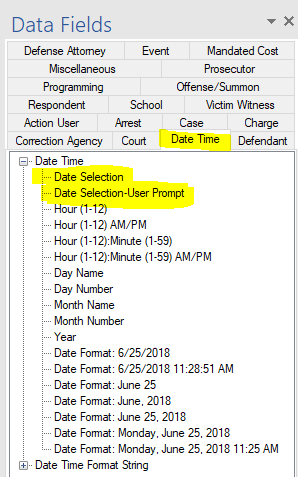 Data Fields
Defense Attorney Event Mandated Cost
Miscellaneous Prosecutor
Programming Offense/Summon
Respondent School Victim Witness
Action User Arrest Case Charge
Correction Agency Court Date Time Defendant
Date Time
Date Selection
Date Selection-User Prompt
Hour (1-12)
Hour (1-12) AM/PM
Hour (1-12):Minute (1-59)
Hour (1-12):Minute (1-59) AM/PM
Day Name
Day Number
Month Name
Month Number
Year
Date Format: 6/25/2018
Date Format: 6/25/2018 11:28:51 AM
Date Format: June 25
Date Format: June, 2018
Date Format: June 25, 2018
Date Format: Monday, June 25, 2018
Date Format: Monday, June 25, 2018 11:25 AM
Date Time Format String